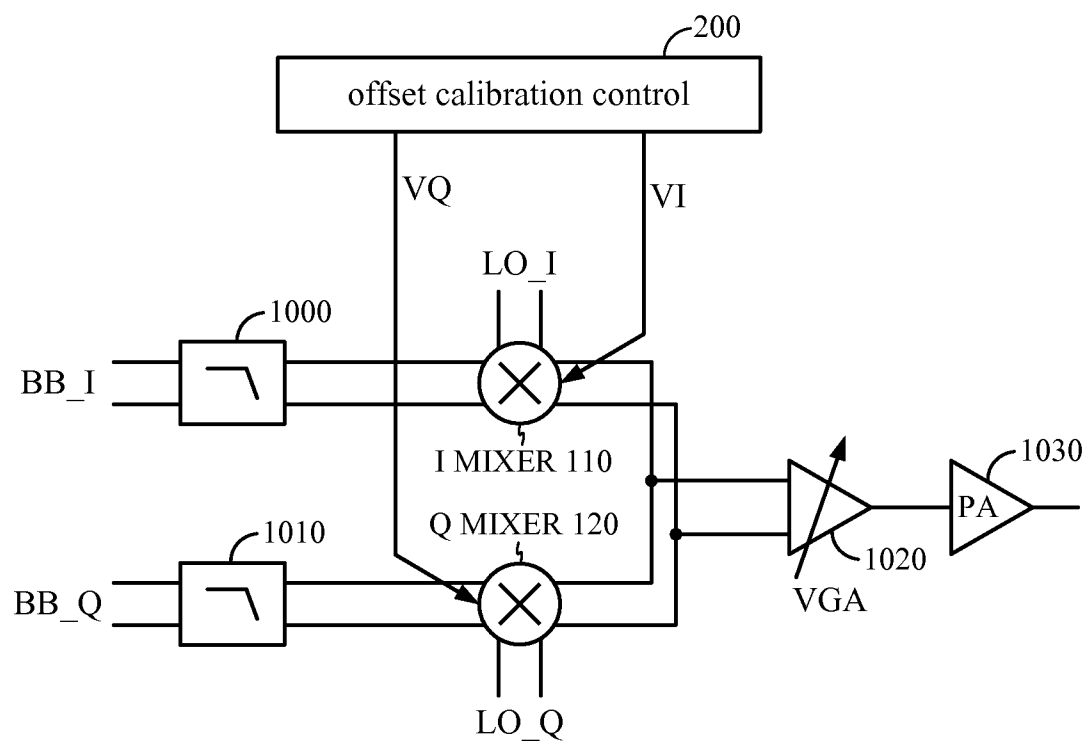 200
offset calibration control
VQ
VI
LO_I
1000
BB_I
I MIXER 110
1030
PA
Q MIXER 120
1010
1020
VGA
BB_Q
LO_Q